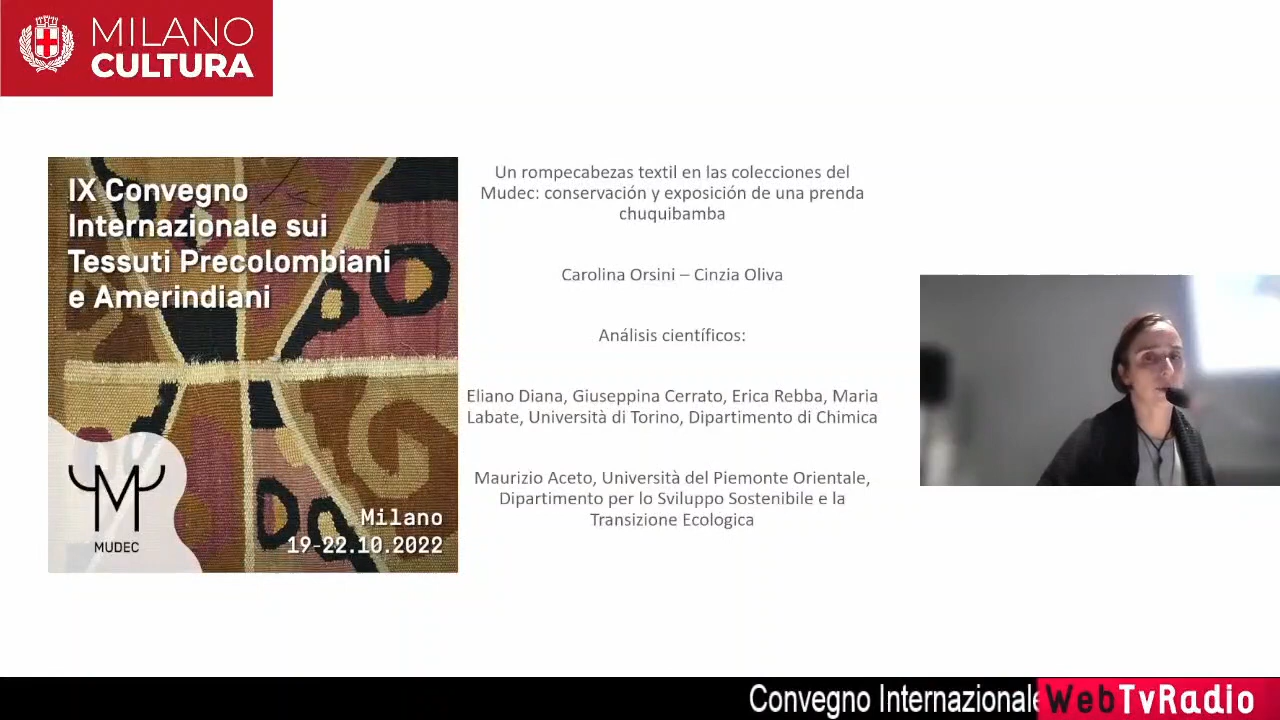 MILANO
CULTURA
IX Convegno
Internazionale sui
Tessuti Precolombiani
e Amerindiani
MUDEC
Milano
19-22.10.2022
Un rompecabezas textil en las colecciones del
Mudec: conservación y exposición de una prenda
chuquibamba
Carolina Orsini – Cinzia Oliva
Análisis científicos:
Eliano Diana, Giuseppina Cerrato, Erica Rebba, Maria
Labate, Università di Torino, Dipartimento di Chimica
Maurizio Aceto, Università del Piemonte Orientale,
Dipartimento per lo Sviluppo Sostenibile e la
Transizione Ecologica
Convegno Internazionale
WebTvRadio